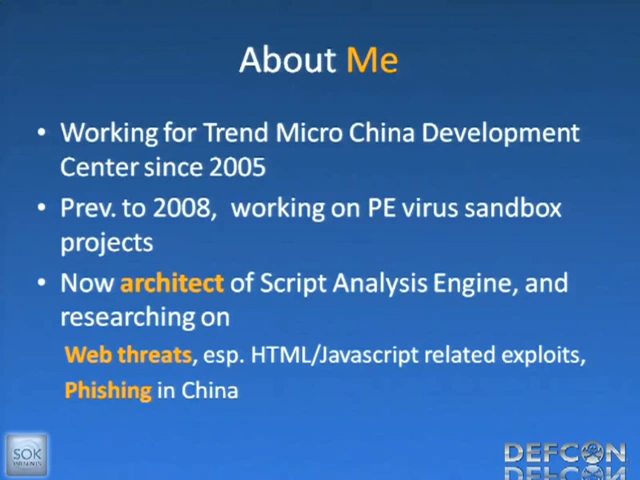 About Me
• Working for Trend Micro China Development
Center since 2005
• Prev. to 2008, working on PE virus sandbox
projects
• Now architect of Script Analysis Engine, and
researching on
Web threats, esp. HTML/Javascript related exploits,
Phishing in China
SOK
DEFCON